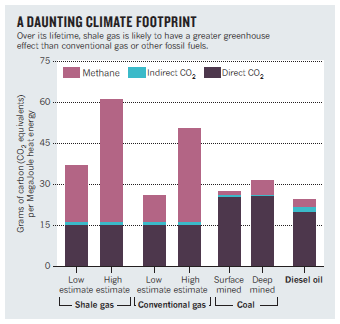 A DAUNTING CLIMATE FOOTPRINT
Over its lifetime, shale gas is likely to have a greater greenhouse
effect than conventional gas or other fossil fuels.
Methane Indirect CO₂ Direct CO₂
Grams of carbon (CO₂ equivalents)
per MegaJoule heat energy
75
60
45
30
15
0
Low High Low High Surface Deep Diesel oil
estimate estimate estimate estimate mined mined
Shale gas Conventional gas Coal